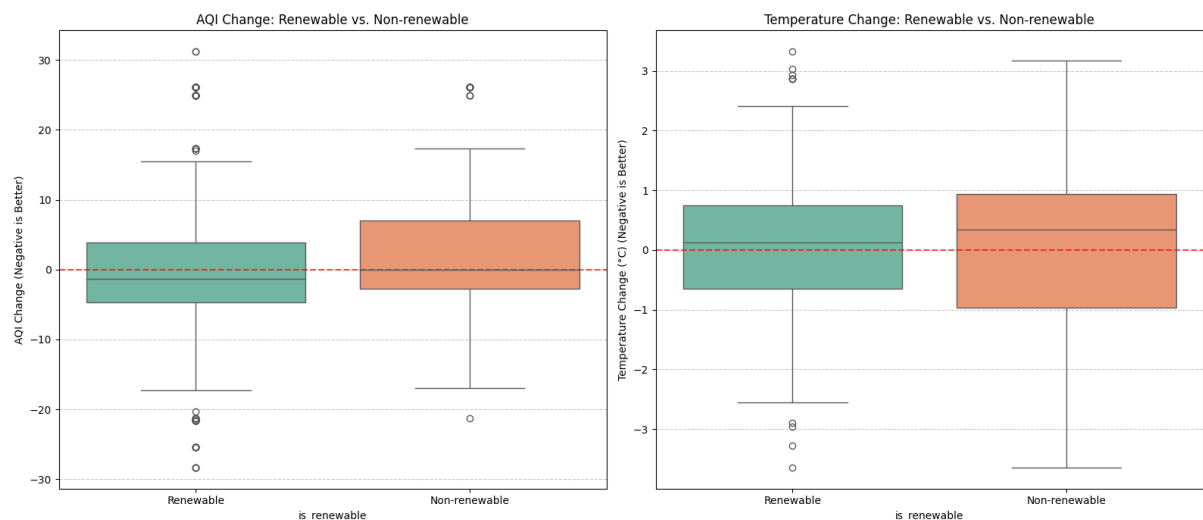 AQI Change: Renewable vs. Non-renewable
AQI Change (Negative is Better)
30
20
10
0
−10
−20
−30
Renewable
Non-renewable
is_renewable
Temperature Change: Renewable vs. Non-renewable
Temperature Change (°C) (Negative is Better)
3
2
1
0
−1
−2
−3
Renewable
Non-renewable
is_renewable